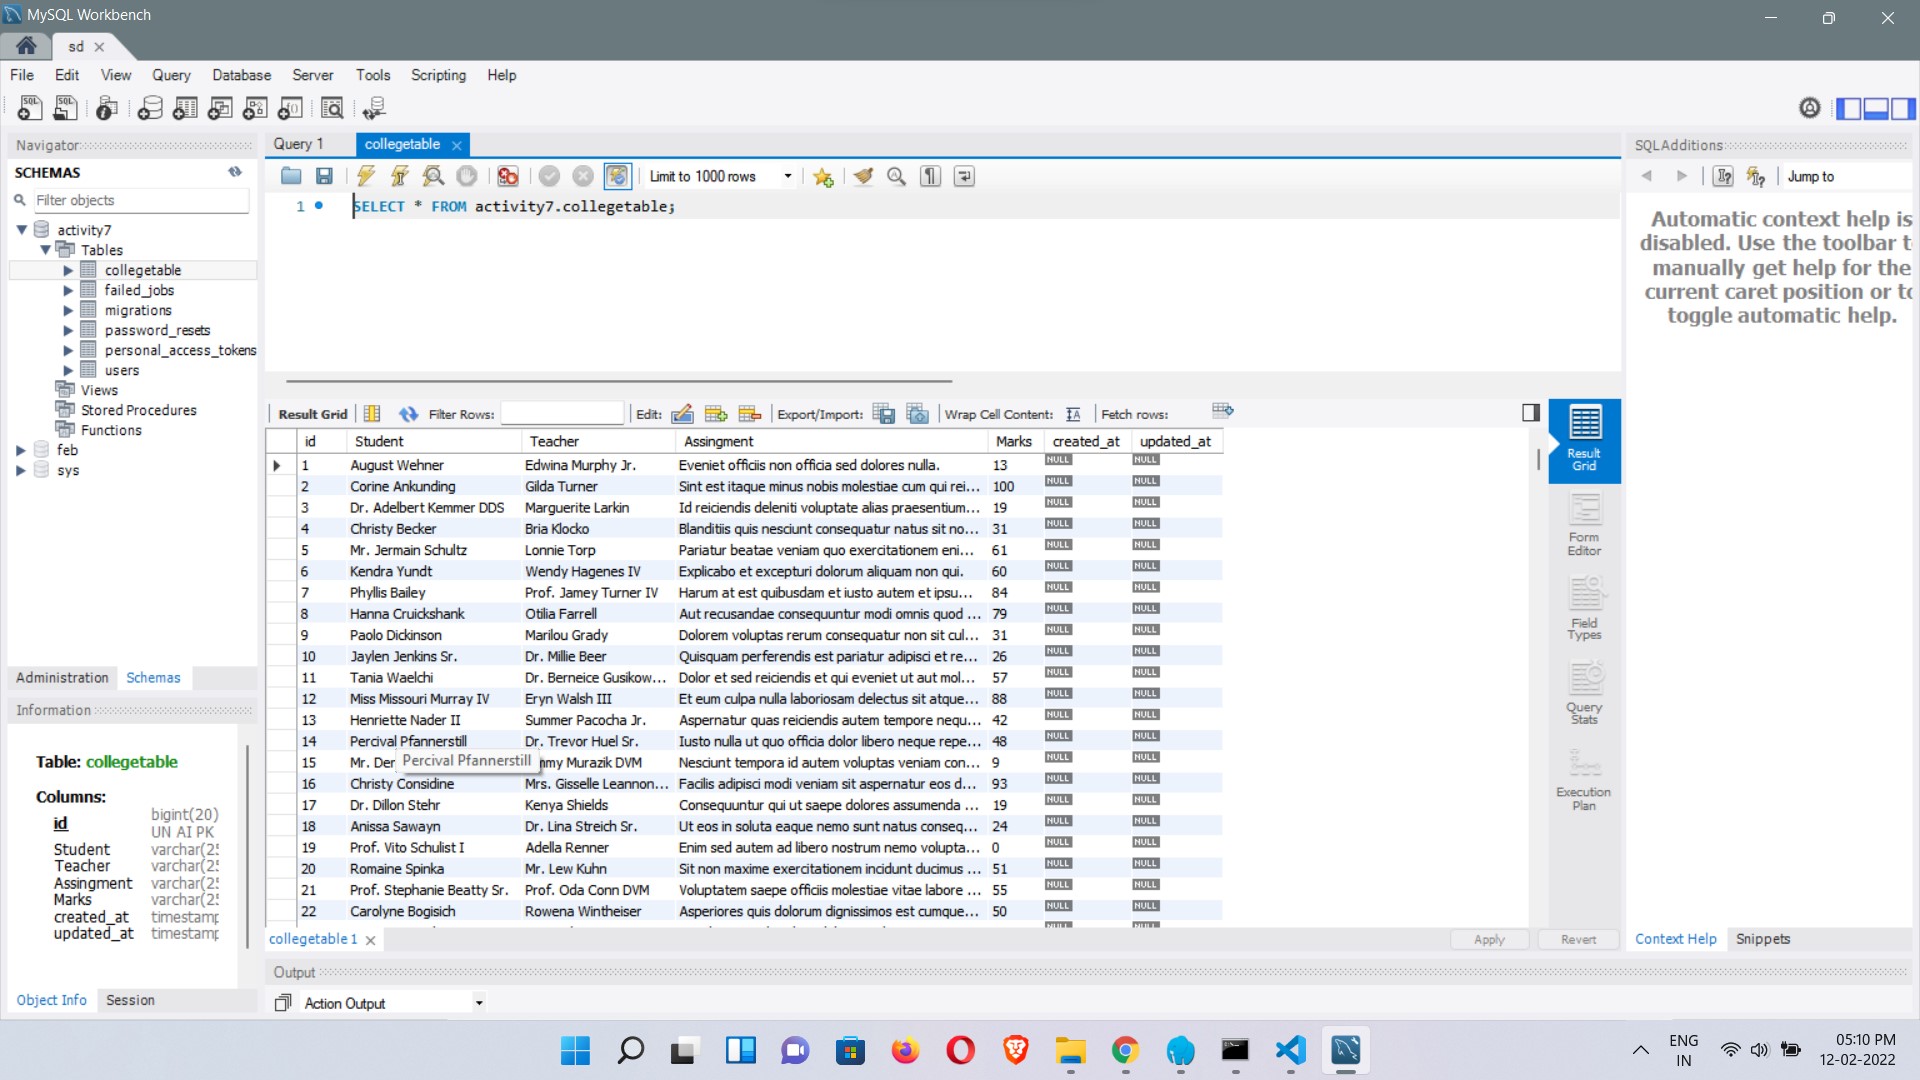 MySQL Workbench
sd
File Edit View Query Database Server Tools Scripting Help
Navigator
SCHEMAS
Filter objects
activity7
Tables
collegetable
failed_jobs
migrations
password_resets
personal_access_tokens
users
Views
Stored Procedures
Functions
feb
sys
Administration Schemas
Information
Table: collegetable
Columns:
id bigint(20)
UN AI PK
Student varchar(2
Teacher varchar(2
Assingment varchar(2
Marks varchar(2
created_at timestamp
updated_at timestamp
Object Info Session
Query 1 collegetable
Limit to 1000 rows
1 SELECT * FROM activity7.collegetable;
Result Grid Filter Rows: Edit: Export/Import: Wrap Cell Content: Fetch rows:
id Student Teacher Assingment Marks created_at updated_at
1 August Wehner Edwina Murphy Jr. Eveniet officiis non officia sed dolores nulla. 13 NULL NULL
2 Corine Ankunding Gilda Turner Sint est itaque minus nobis molestiae cum qui rei... 100 NULL NULL
3 Dr. Adelbert Kemmer DDS Marguerite Larkin Id reiciendis deleniti voluptate alias praesentium... 19 NULL NULL
4 Christy Becker Bria Klocko Blanditiis quis nesciunt consequatur natus sit no... 31 NULL NULL
5 Mr. Jermain Schultz Lonnie Torp Pariatur beatae veniam quo exercitationem eni... 61 NULL NULL
6 Kendra Yundt Wendy Hagenes IV Explicabo et excepturi dolorum aliquam non qui. 60 NULL NULL
7 Phyllis Bailey Prof. Jamey Turner IV Harum at est quibusdam et iusto autem et ipsu... 84 NULL NULL
8 Hanna Cruickshank Otilia Farrell Aut recusandae consequuntur modi omnis quod ... 79 NULL NULL
9 Paolo Dickinson Marilou Grady Dolorem voluptas rerum consequatur non sit cul... 31 NULL NULL
10 Jaylen Jenkins Sr. Dr. Millie Beer Quisquam perferendis est pariatur adipisci et re... 26 NULL NULL
11 Tania Waelchi Dr. Berneice Gusikow... Dolor et sed reiciendis et qui eveniet ut aut mol... 57 NULL NULL
12 Miss Missouri Murray IV Eryn Walsh III Et eum culpa nulla laboriosam delectus sit atque... 88 NULL NULL
13 Henriette Nader II Summer Pacocha Jr. Aspernatur quas reiciendis autem tempore nequ... 42 NULL NULL
14 Percival Pfannerstill Dr. Trevor Huel Sr. Iusto nulla ut quo officia dolor libero neque repe... 48 NULL NULL
15 Mr. Der Percival Pfannerstill my Murazik DVM Nesciunt tempora id autem voluptas veniam con... 9 NULL NULL
16 Christy Considine Mrs. Gisselle Leannon... Facilis adipisci modi veniam sit aspernatur eos d... 93 NULL NULL
17 Dr. Dillon Stehr Kenya Shields Consequuntur qui ut saepe dolores assumenda ... 19 NULL NULL
18 Anissa Sawayn Dr. Lina Streich Sr. Ut eos in soluta eaque nemo sunt natus conseq... 24 NULL NULL
19 Prof. Vito Schulist I Adella Renner Enim sed autem ad libero nostrum nemo volupta... 0 NULL NULL
20 Romaine Spinka Mr. Lew Kuhn Sit non maxime exercitationem incidunt ducimus ... 51 NULL NULL
21 Prof. Stephanie Beatty Sr. Prof. Oda Conn DVM Voluptatem saepe officiis molestiae vitae labore ... 55 NULL NULL
22 Carolyne Bogisich Rowena Wintheiser Asperiores quis dolorum dignissimos est cumque... 50 NULL NULL
collegetable 1 Apply Revert
Result
Grid
Form
Editor
Field
Types
Query
Stats
Execution
Plan
Output
Action Output
SQLAdditions
Jump to
Automatic context help is
disabled. Use the toolbar t
manually get help for the
current caret position or to
toggle automatic help.
Context Help Snippets
ENG
IN
05:10 PM
12-02-2022